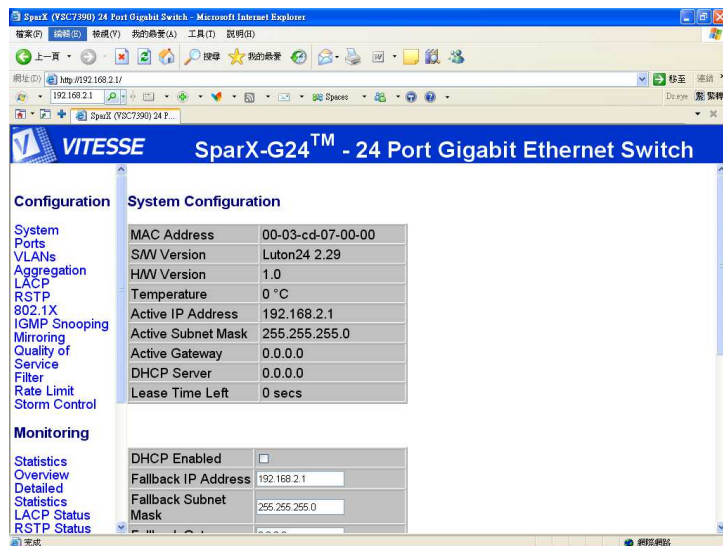 SparX (VSC7390) 24 Port Gigabit Switch - Microsoft Internet Explorer
檔案(F) 編輯(E) 檢視(V) 我的最愛(A) 工具(T) 說明(H)
上一頁 搜尋 我的最愛
網址(D) http://192.168.2.1/ 移至 連結
192.168.2.1 Spaces Dr.eye
SparX (VSC7390) 24 P...
VITESSE SparX-G24™ - 24 Port Gigabit Ethernet Switch
Configuration
System
Ports
VLANs
Aggregation
LACP
RSTP
802.1X
IGMP Snooping
Mirroring
Quality of
Service
Filter
Rate Limit
Storm Control
Monitoring
Statistics
Overview
Detailed
Statistics
LACP Status
RSTP Status
System Configuration
MAC Address 00-03-cd-07-00-00
S/W Version Luton24 2.29
H/W Version 1.0
Temperature 0 °C
Active IP Address 192.168.2.1
Active Subnet Mask 255.255.255.0
Active Gateway 0.0.0.0
DHCP Server 0.0.0.0
Lease Time Left 0 secs
DHCP Enabled
Fallback IP Address 192.168.2.1
Fallback Subnet
Mask 255.255.255.0
完成 網際網路